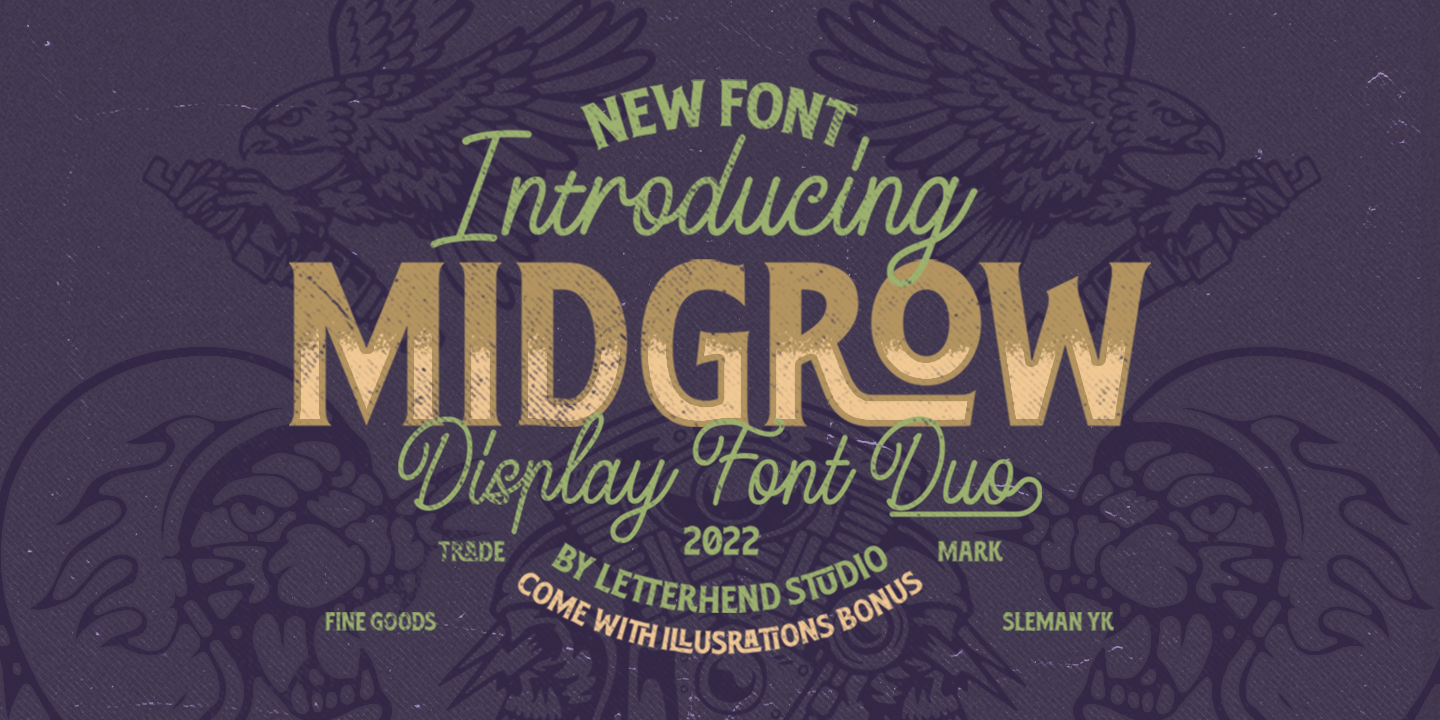 NEW FONT
Introducing
MIDGROW
Display Font Duo
2022
TRADE
MARK
BY LETTERHEND STUDIO
COME WITH ILLUSRATIONS BONUS
FINE GOODS
SLEMAN YK